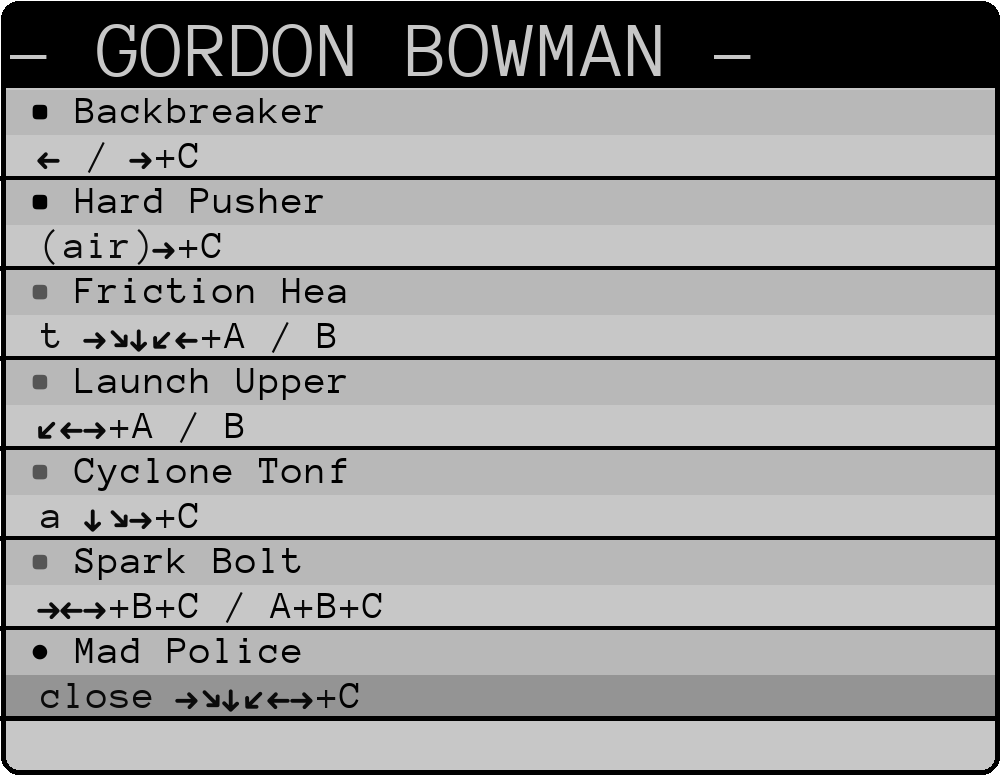 — GORDON BOWMAN —
▪ Backbreaker
← / →+C
▪ Hard Pusher
(air)→+C
▪ Friction Hea
t →↘↓↙←+A / B
▪ Launch Upper
↙←→+A / B
▪ Cyclone Tonf
a ↓↘→+C
▪ Spark Bolt
→←→+B+C / A+B+C
● Mad Police
close →↘↓↙←→+C